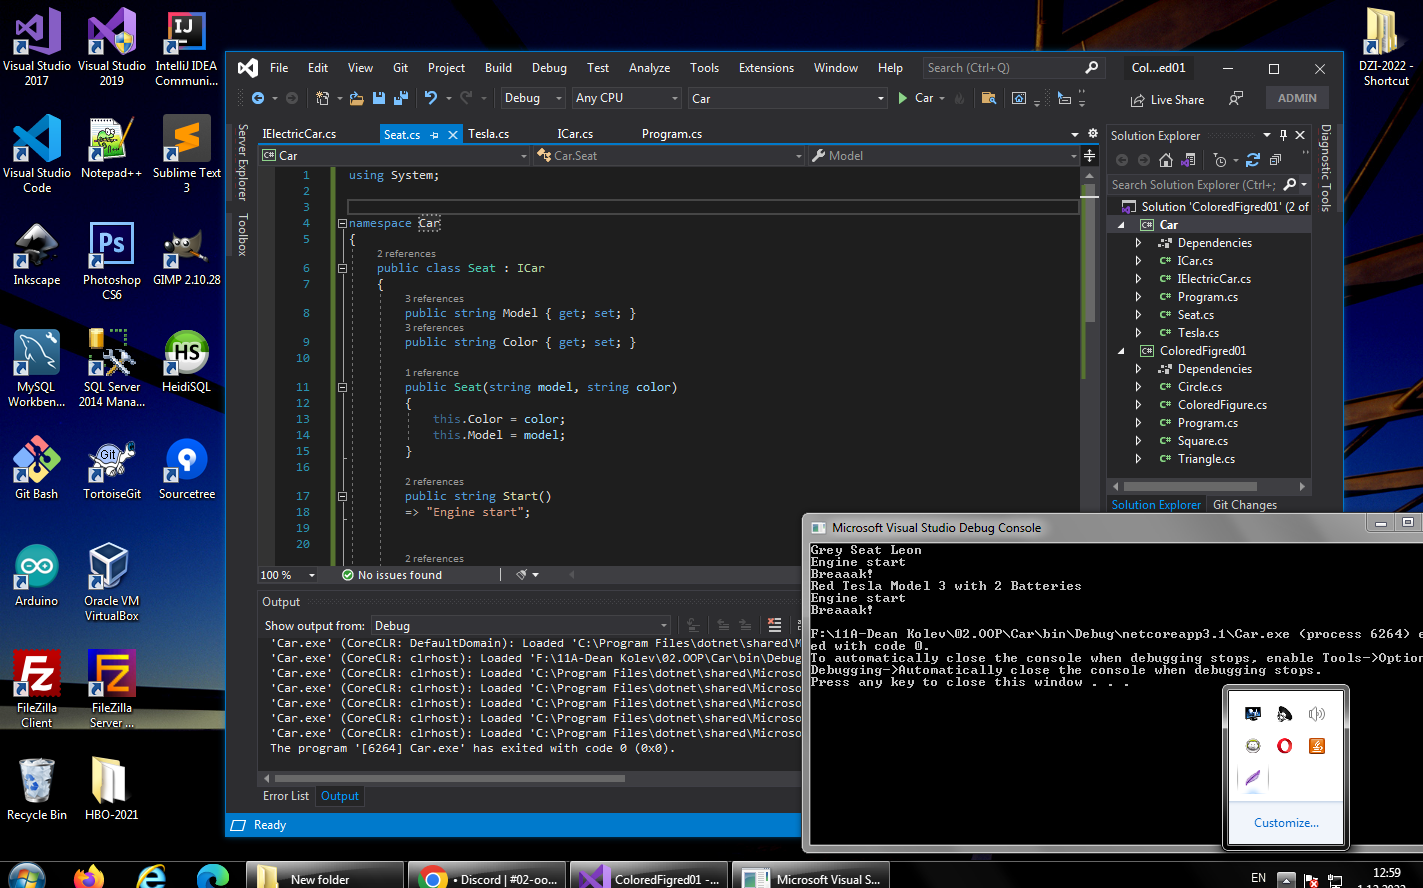 Visual Studio 2017
Visual Studio 2019
IntelliJ IDEA Communi...
Visual Studio Code
Notepad++
Sublime Text 3
Inkscape
Photoshop CS6
GIMP 2.10.28
MySQL Workben...
SQL Server 2014 Mana...
HeidiSQL
Git Bash
TortoiseGit
Sourcetree
Arduino
Oracle VM VirtualBox
FileZilla Client
FileZilla Server ...
Recycle Bin
HBO-2021
DZI-2022 - Shortcut
File Edit View Git Project Build Debug Test Analyze Tools Extensions Window Help Search (Ctrl+Q) Col...ed01
Debug Any CPU Car Car Live Share ADMIN
Server Explorer
Toolbox
IElectricCar.cs Seat.cs Tesla.cs ICar.cs Program.cs
Car Car.Seat Model
1 using System;
2
3
4 namespace Car
5 {
2 references
6 public class Seat : ICar
7 {
3 references
8 public string Model { get; set; }
3 references
9 public string Color { get; set; }
10
1 reference
11 public Seat(string model, string color)
12 {
13 this.Color = color;
14 this.Model = model;
15 }
16
2 references
17 public string Start()
18 => "Engine start";
19
20
2 references
100 % No issues found
Output
Show output from: Debug
'Car.exe' (CoreCLR: DefaultDomain): Loaded 'C:\Program Files\dotnet\shared\M
'Car.exe' (CoreCLR: clrhost): Loaded 'F:\11A-Dean Kolev\02.OOP\Car\bin\Debug
'Car.exe' (CoreCLR: clrhost): Loaded 'C:\Program Files\dotnet\shared\Microso
'Car.exe' (CoreCLR: clrhost): Loaded 'C:\Program Files\dotnet\shared\Microso
'Car.exe' (CoreCLR: clrhost): Loaded 'C:\Program Files\dotnet\shared\Microso
'Car.exe' (CoreCLR: clrhost): Loaded 'C:\Program Files\dotnet\shared\Microso
'Car.exe' (CoreCLR: clrhost): Loaded 'C:\Program Files\dotnet\shared\Microso
The program '[6264] Car.exe' has exited with code 0 (0x0).
Error List Output
Ready
Solution Explorer
Search Solution Explorer (Ctrl+;
Solution 'ColoredFigred01' (2 of
Car
Dependencies
ICar.cs
IElectricCar.cs
Program.cs
Seat.cs
Tesla.cs
ColoredFigred01
Dependencies
Circle.cs
ColoredFigure.cs
Program.cs
Square.cs
Triangle.cs
Solution Explorer Git Changes
Diagnostic Tools
Microsoft Visual Studio Debug Console
Grey Seat Leon
Engine start
Breaaak!
Red Tesla Model 3 with 2 Batteries
Engine start
Breaaak!
F:\11A-Dean Kolev\02.OOP\Car\bin\Debug\netcoreapp3.1\Car.exe (process 6264) e
ed with code 0.
To automatically close the console when debugging stops, enable Tools->Option
Debugging->Automatically close the console when debugging stops.
Press any key to close this window . . .
Customize...
New folder
• Discord | #02-oo...
ColoredFigred01 -...
Microsoft Visual S...
EN
12:59